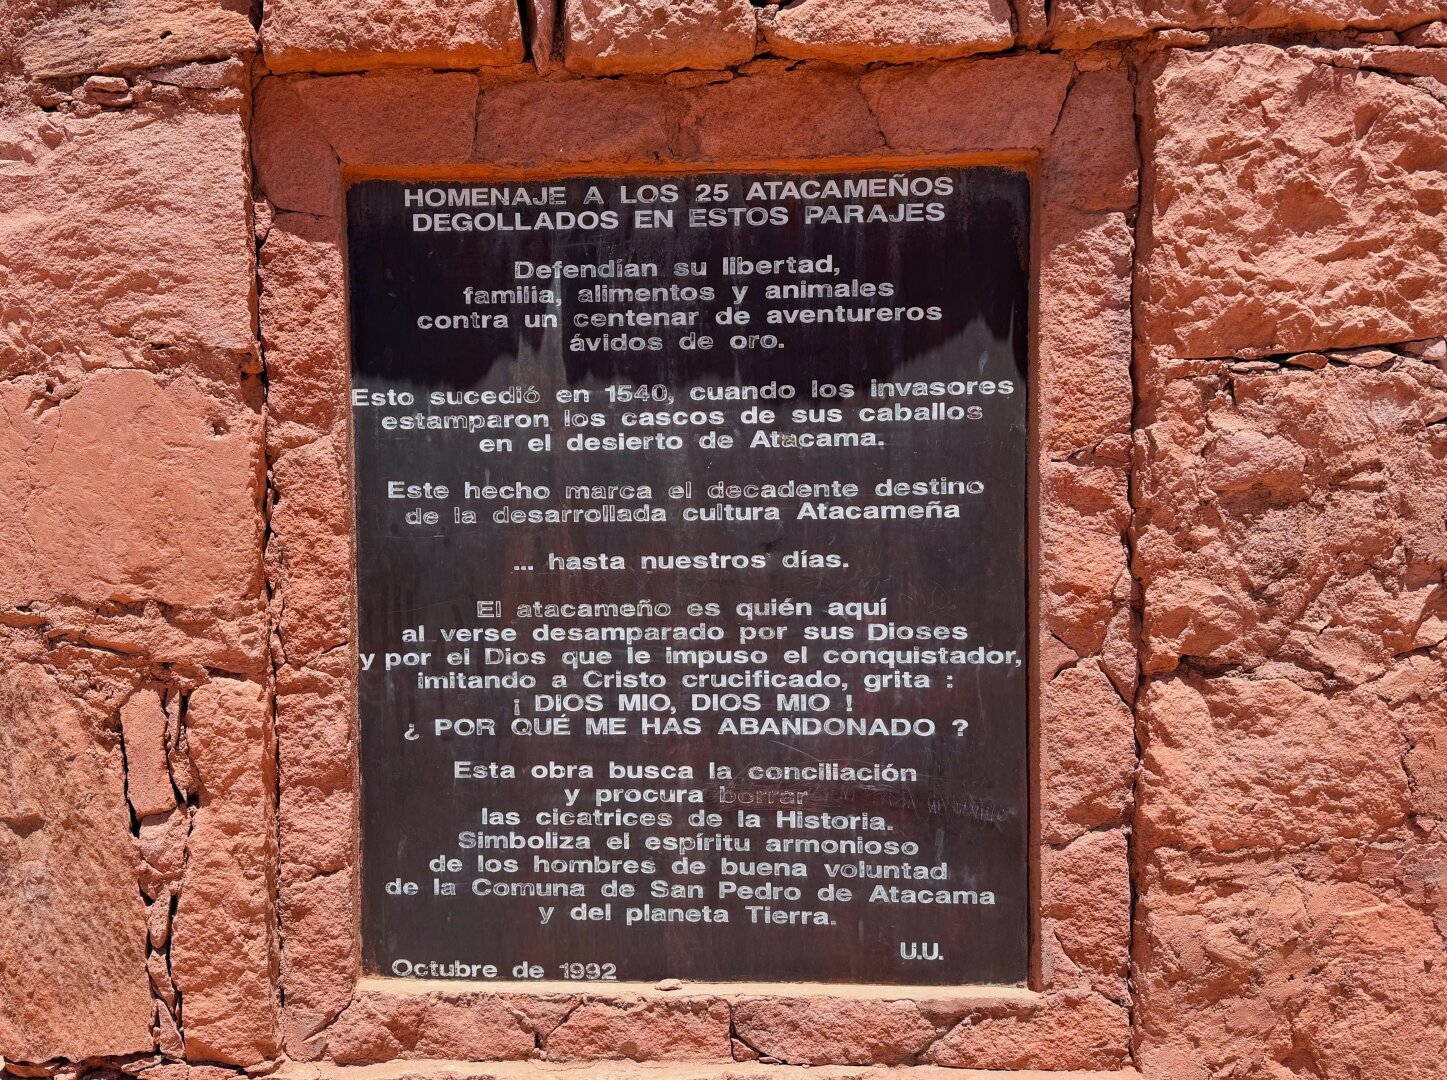 HOMENAJE A LOS 25 ATACAMEÑOS
DEGOLLADOS EN ESTOS PARAJES
Defendían su libertad,
familia, alimentos y animales
contra un centenar de aventureros
ávidos de oro.
Esto sucedió en 1540, cuando los invasores
estamparon los cascos de sus caballos
en el desierto de Atacama.
Este hecho marca el decadente destino
de la desarrollada cultura Atacameña
... hasta nuestros días.
El atacameño es quién aquí
al verse desamparado por sus Dioses
y por el Dios que le impuso el conquistador,
imitando a Cristo crucificado, grita :
¡ DIOS MIO, DIOS MIO !
¿ POR QUÉ ME HAS ABANDONADO ?
Esta obra busca la conciliación
y procura borrar
las cicatrices de la Historia.
Simboliza el espíritu armonioso
de los hombres de buena voluntad
de la Comuna de San Pedro de Atacama
y del planeta Tierra.
U.U.
Octubre de 1992